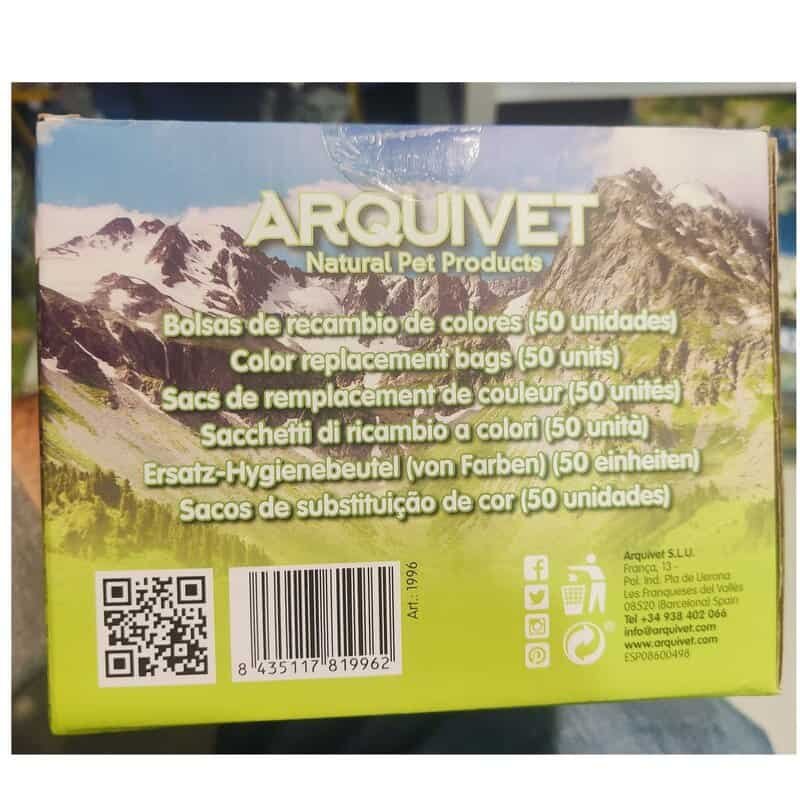 ARQUIVET
Natural Pet Products
Bolsas de recambio de colores (50 unidades)
Color replacement bags (50 units)
Sacs de remplacement de couleur (50 unités)
Sacchetti di ricambio a colori (50 unità)
Ersatz-Hygienebeutel (von Farben) (50 einheiten)
Sacos de substituição de cor (50 unidades)
8 435117 819962
Art.: 1996
Arquivet S.L.U.
França, 13 -
Pol. Ind. Pla de Llerona
Les Franqueses del Vallès
08520 (Barcelona) Spain
Tel +34 938 402 066
info@arquivet.com
www.arquivet.com
ESP08600498